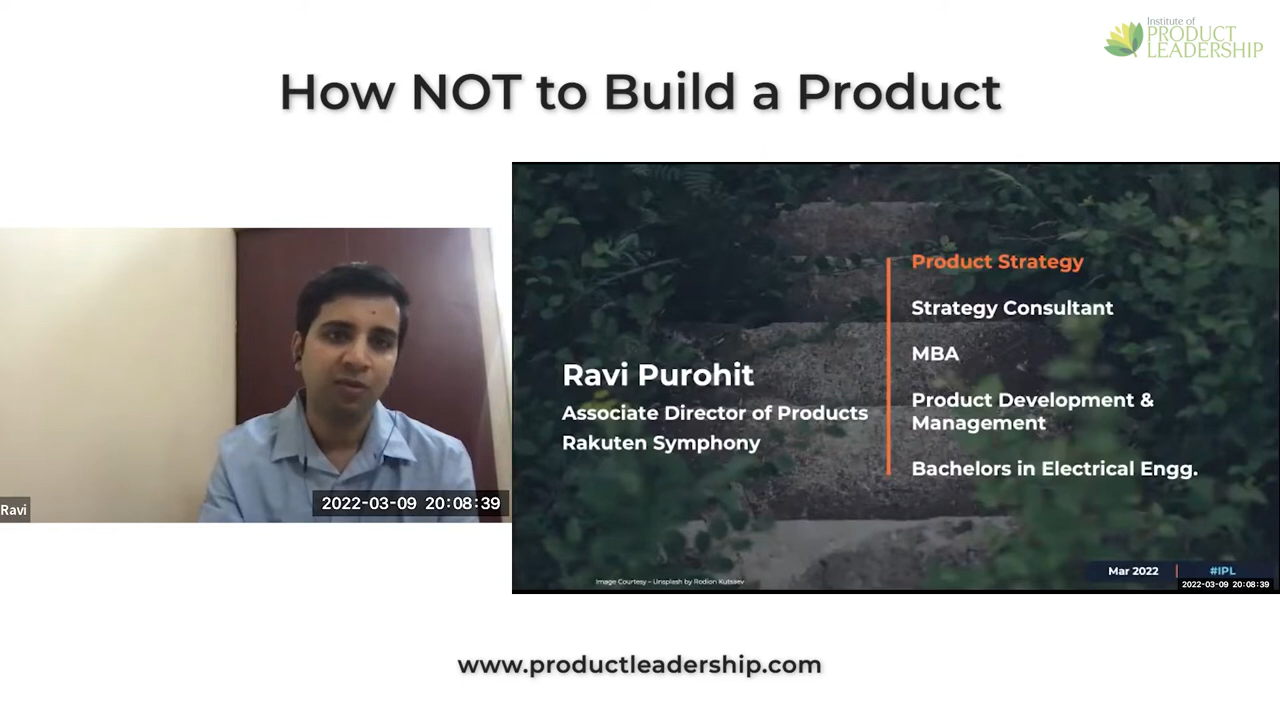 Institute of
PRODUCT
LEADERSHIP
How NOT to Build a Product
Ravi
2022-03-09 20:08:39
Ravi Purohit
Associate Director of Products
Rakuten Symphony
Product Strategy
Strategy Consultant
MBA
Product Development &
Management
Bachelors in Electrical Engg.
Image Courtesy – Unsplash by Rodion Kutsaev
Mar 2022
#IPL
2022-03-09 20:08:39
www.productleadership.com